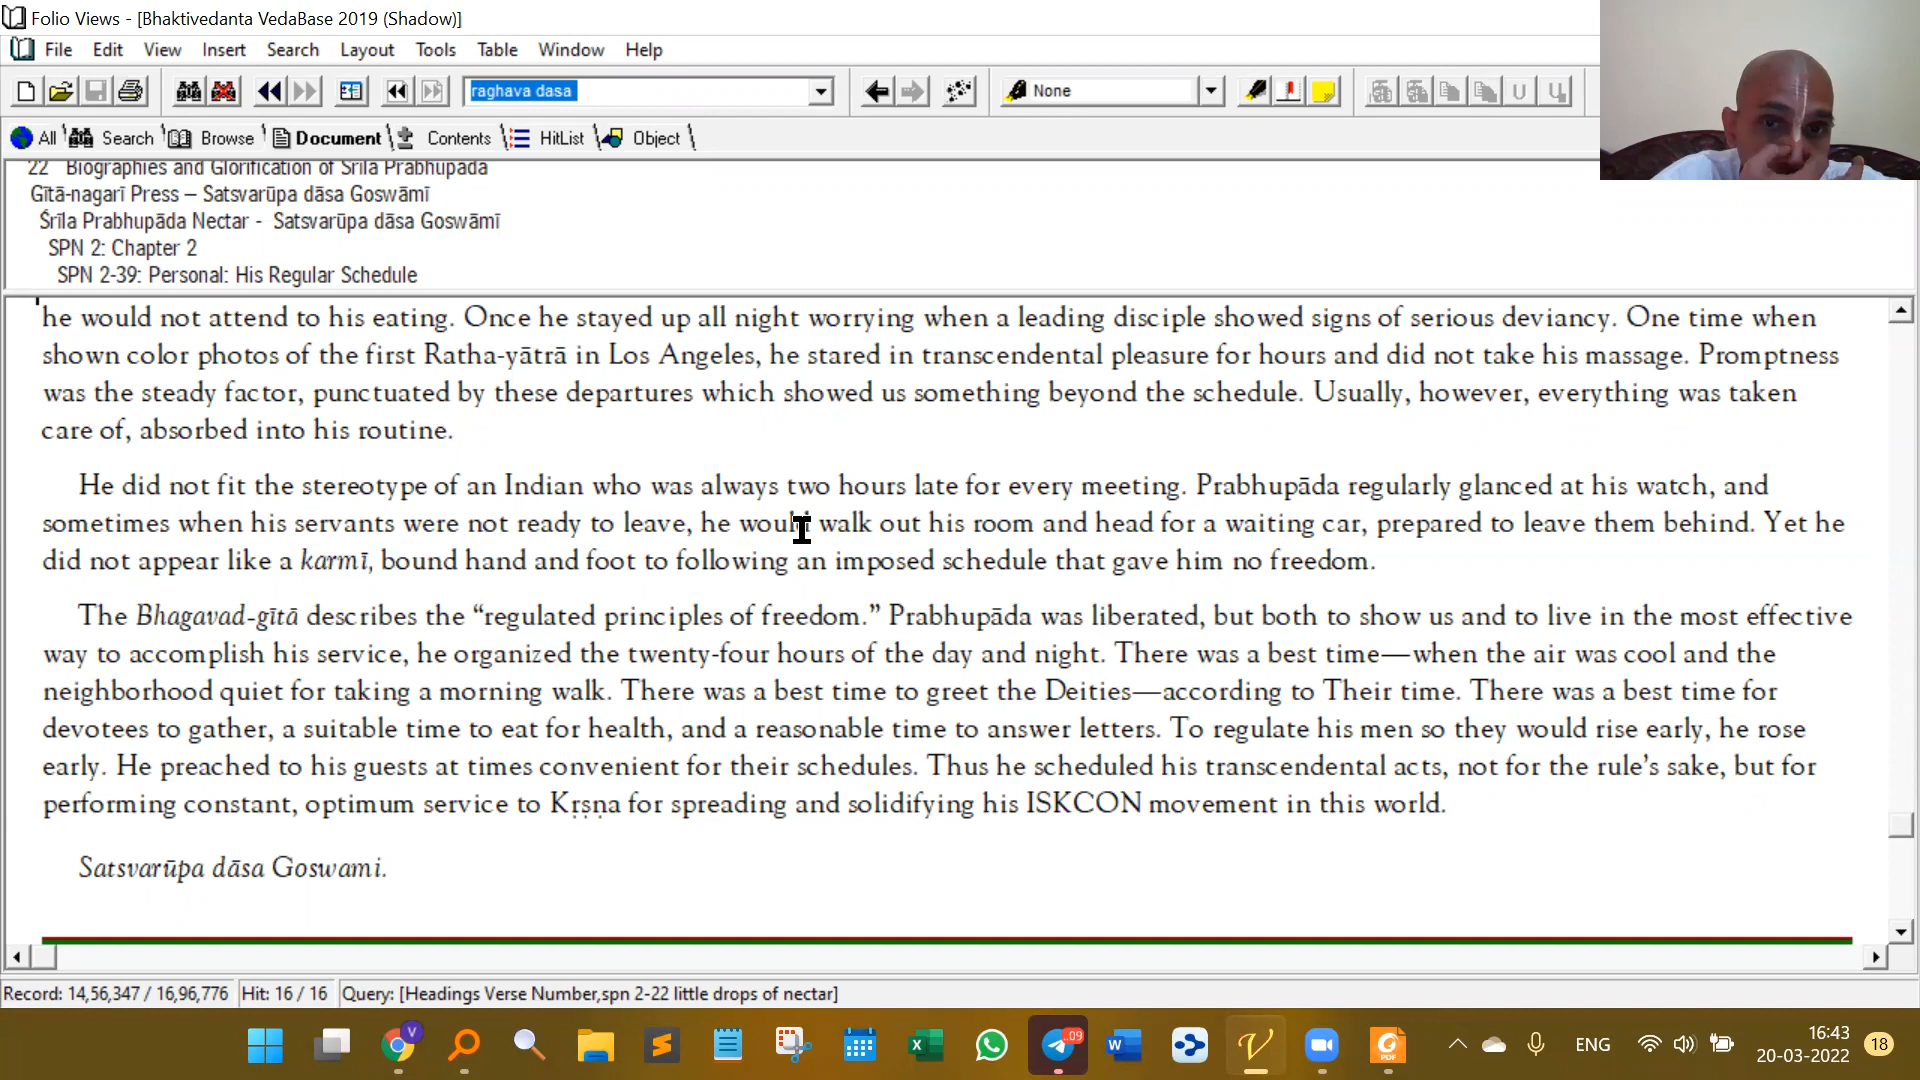 Folio Views - [Bhaktivedanta VedaBase 2019 (Shadow)]
File Edit View Insert Search Layout Tools Table Window Help
raghava dasa
None
All Search Browse Document Contents HitList Object
22 Biographies and Glorification of Śrīla Prabhupāda
Gītā-nagarī Press – Satsvarūpa dāsa Goswāmī
Śrīla Prabhupāda Nectar - Satsvarūpa dāsa Goswāmī
SPN 2: Chapter 2
SPN 2-39: Personal: His Regular Schedule
he would not attend to his eating. Once he stayed up all night worrying when a leading disciple showed signs of serious deviancy. One time when
shown color photos of the first Ratha-yātrā in Los Angeles, he stared in transcendental pleasure for hours and did not take his massage. Promptness
was the steady factor, punctuated by these departures which showed us something beyond the schedule. Usually, however, everything was taken
care of, absorbed into his routine.
He did not fit the stereotype of an Indian who was always two hours late for every meeting. Prabhupāda regularly glanced at his watch, and
sometimes when his servants were not ready to leave, he would walk out his room and head for a waiting car, prepared to leave them behind. Yet he
did not appear like a karmī, bound hand and foot to following an imposed schedule that gave him no freedom.
The Bhagavad-gītā describes the “regulated principles of freedom.” Prabhupāda was liberated, but both to show us and to live in the most effective
way to accomplish his service, he organized the twenty-four hours of the day and night. There was a best time—when the air was cool and the
neighborhood quiet for taking a morning walk. There was a best time to greet the Deities—according to Their time. There was a best time for
devotees to gather, a suitable time to eat for health, and a reasonable time to answer letters. To regulate his men so they would rise early, he rose
early. He preached to his guests at times convenient for their schedules. Thus he scheduled his transcendental acts, not for the rule’s sake, but for
performing constant, optimum service to Kṛṣṇa for spreading and solidifying his ISKCON movement in this world.
Satsvarūpa dāsa Goswami.
Record: 14,56,347 / 16,96,776 Hit: 16 / 16 Query: [Headings Verse Number,spn 2-22 little drops of nectar]
V
..09
ENG
16:43
20-03-2022
18